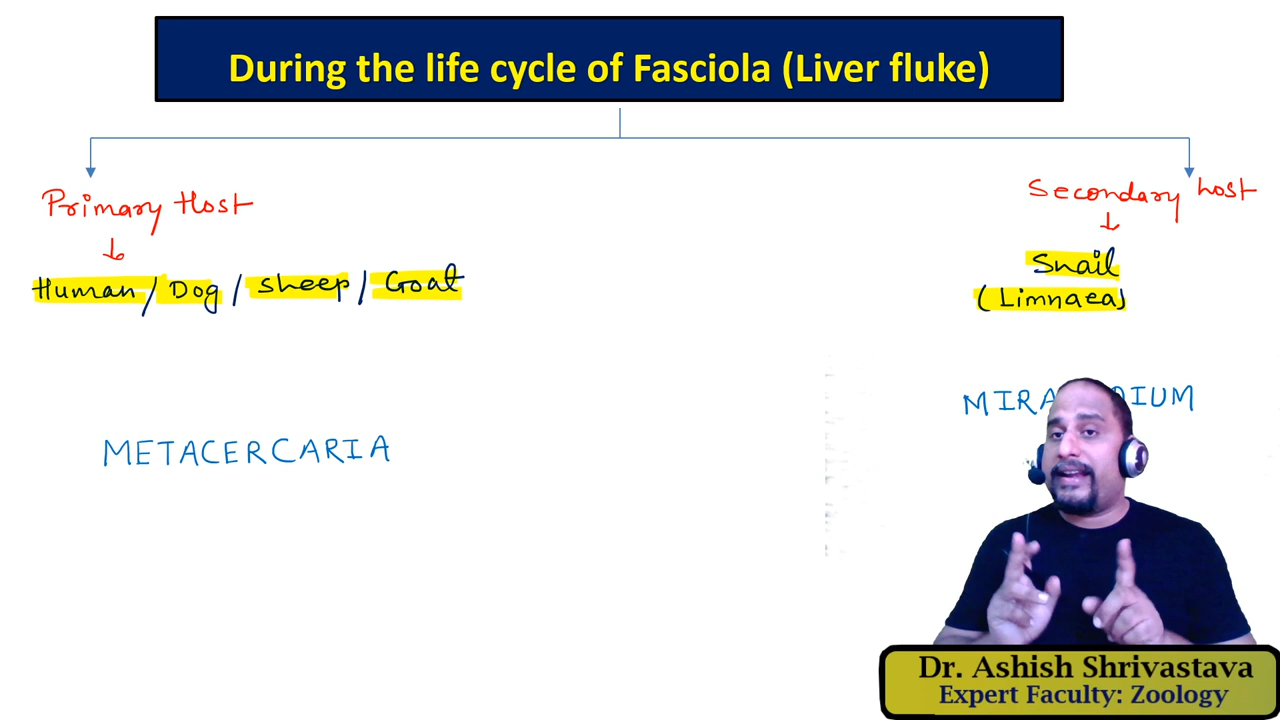 During the life cycle of Fasciola (Liver fluke)
Primary Host
Secondary host
Human / Dog / Sheep / Goat
Snail
(Limnaea)
METACERCARIA
Dr. Ashish Shrivastava
Expert Faculty: Zoology